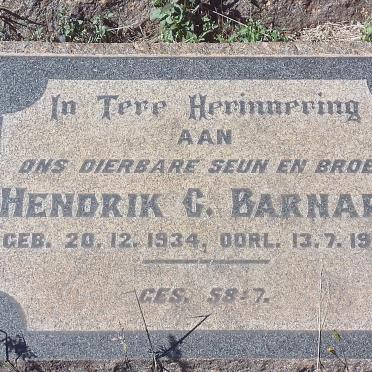 In Tere Herinnering
AAN
ONS DIERBARE SEUN EN BROE
HENDRIK C. BARNAR
GEB. 20.12.1934, OORL. 13.7.19
GES. 58:7.